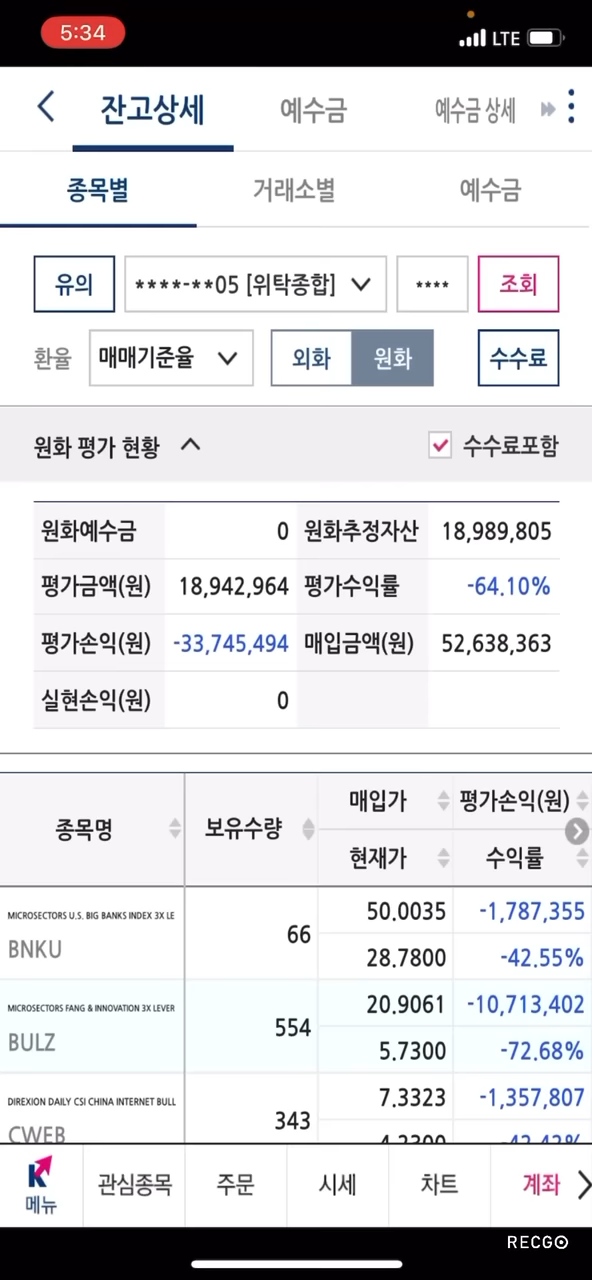 5:34 LTE
잔고상세 예수금 예수금 상세
종목별 거래소별 예수금
유의 ****-**05 [위탁종합] **** 조회
환율 매매기준율 외화 원화 수수료
원화 평가 현황 수수료포함
원화예수금 0 원화추정자산 18,989,805
평가금액(원) 18,942,964 평가수익률 -64.10%
평가손익(원) -33,745,494 매입금액(원) 52,638,363
실현손익(원) 0
종목명 보유수량 매입가 평가손익(원)
현재가 수익률
MICROSECTORS U.S. BIG BANKS INDEX 3X LE
BNKU
66
50.0035 -1,787,355
28.7800 -42.55%
MICROSECTORS FANG & INNOVATION 3X LEVER
BULZ
554
20.9061 -10,713,402
5.7300 -72.68%
DIREXION DAILY CSI CHINA INTERNET BULL
CWEB
343
7.3323 -1,357,807
4.2300 -42.42%
메뉴 관심종목 주문 시세 차트 계좌
RECGO